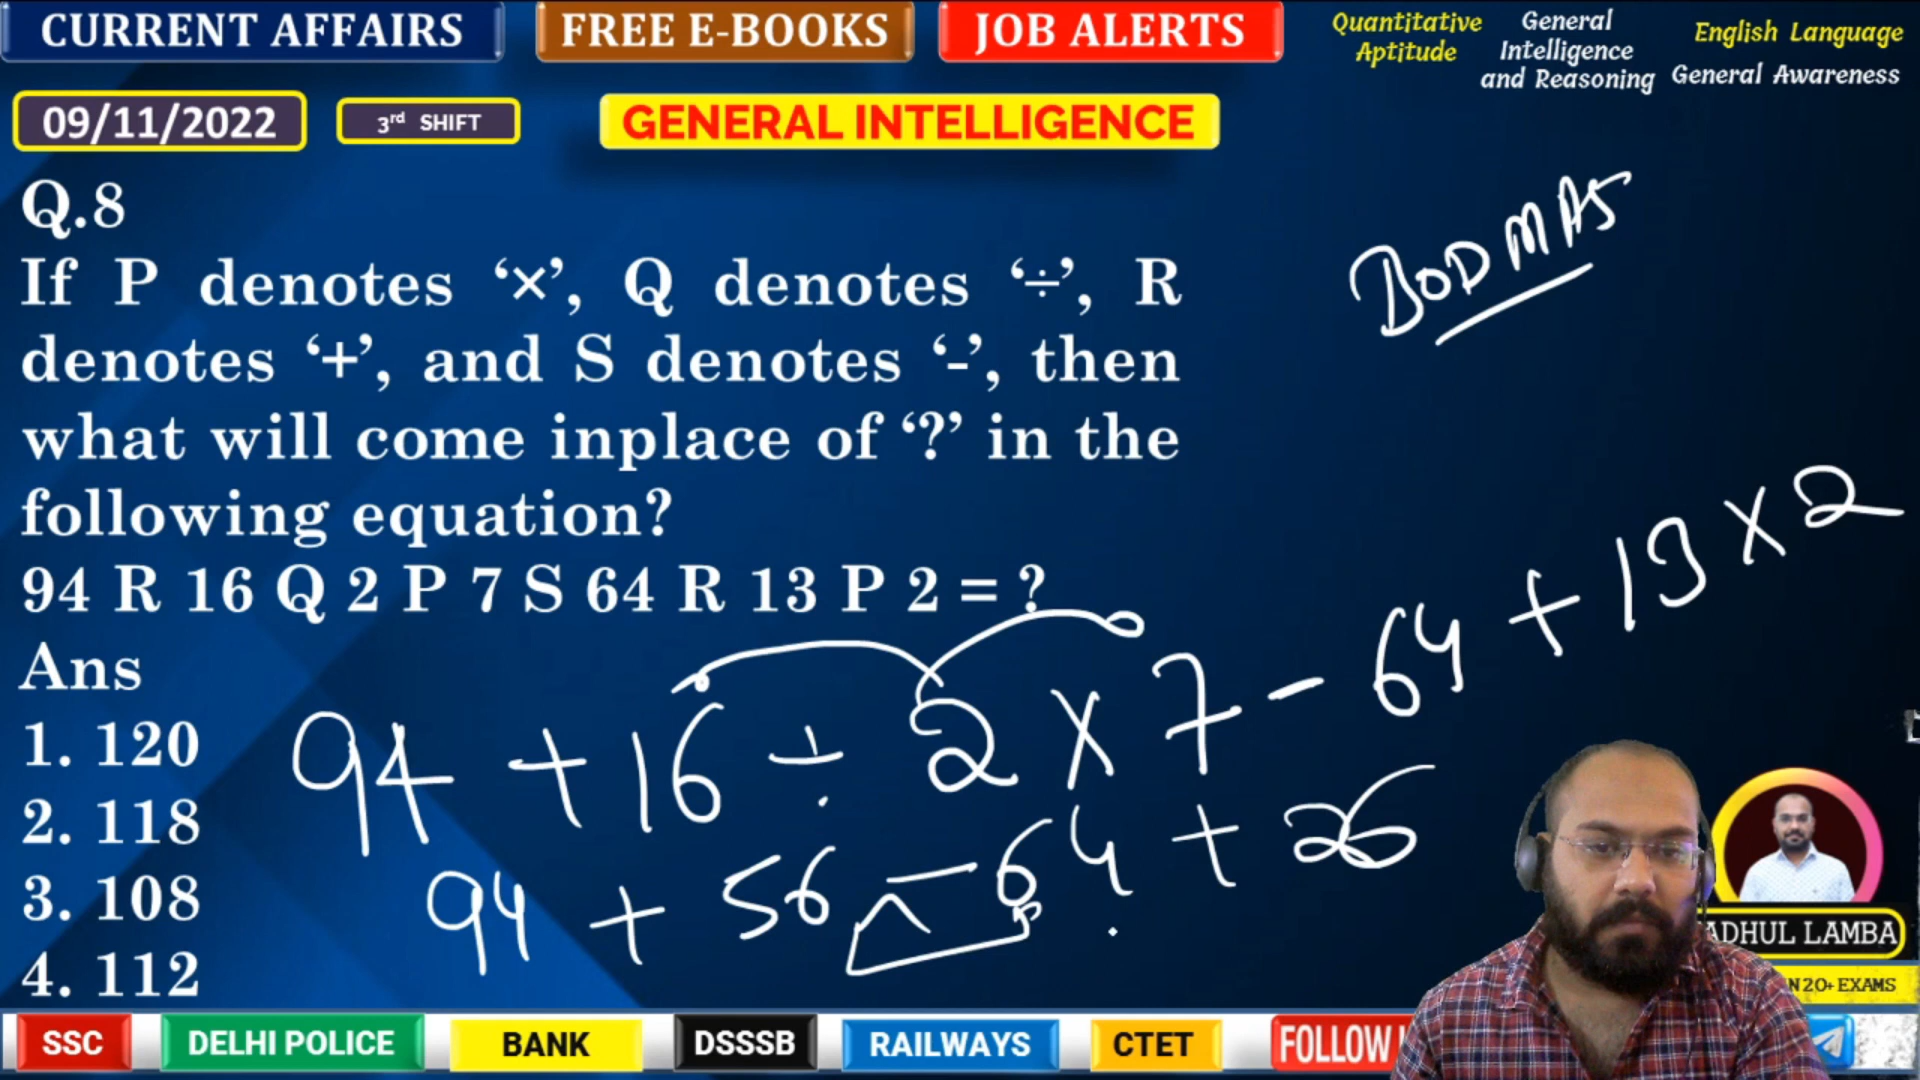 CURRENT AFFAIRS
FREE E-BOOKS
JOB ALERTS
Quantitative Aptitude
General Intelligence and Reasoning
English Language
General Awareness
09/11/2022
3rd SHIFT
GENERAL INTELLIGENCE
Q.8
If P denotes ‘×’, Q denotes ‘÷’, R
denotes ‘+’, and S denotes ‘-’, then
what will come inplace of ‘?’ in the
following equation?
94 R 16 Q 2 P 7 S 64 R 13 P 2 = ?
Ans
1. 120
2. 118
3. 108
4. 112
BODMAS
94 + 16 ÷ 2 × 7 - 64 + 13 × 2
94 + 56 - 64 + 26
ADHUL LAMBA
N 20+ EXAMS
SSC
DELHI POLICE
BANK
DSSSB
RAILWAYS
CTET
FOLLOW